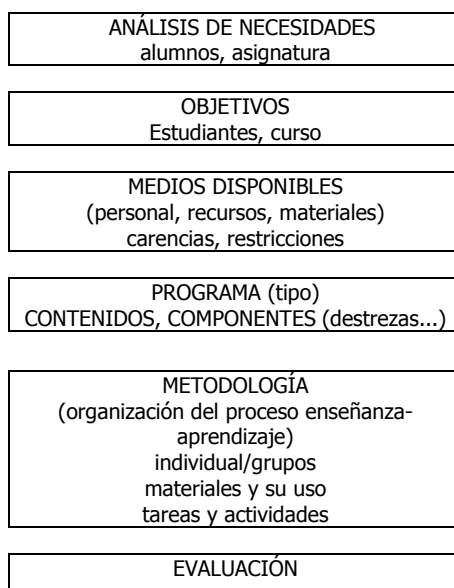 ANÁLISIS DE NECESIDADES
alumnos, asignatura
OBJETIVOS
Estudiantes, curso
MEDIOS DISPONIBLES
(personal, recursos, materiales)
carencias, restricciones
PROGRAMA (tipo)
CONTENIDOS, COMPONENTES (destrezas...)
METODOLOGÍA
(organización del proceso enseñanza-
aprendizaje)
individual/grupos
materiales y su uso
tareas y actividades
EVALUACIÓN